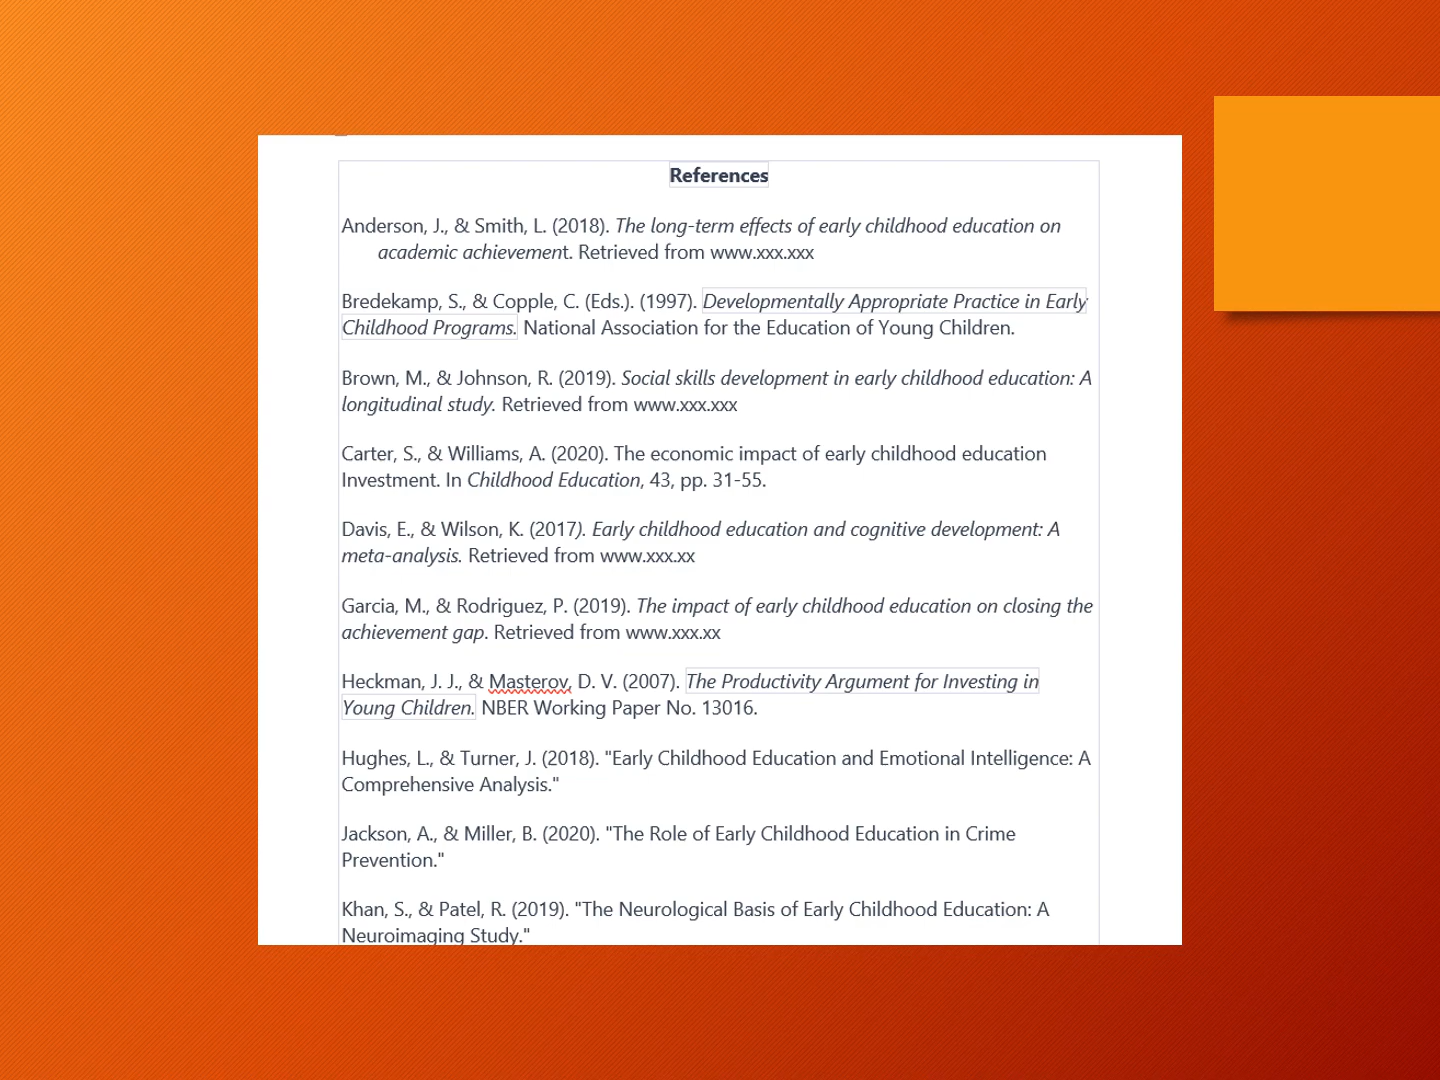 References
Anderson, J., & Smith, L. (2018). The long-term effects of early childhood education on
academic achievement. Retrieved from www.xxx.xxx
Bredekamp, S., & Copple, C. (Eds.). (1997). Developmentally Appropriate Practice in Early
Childhood Programs. National Association for the Education of Young Children.
Brown, M., & Johnson, R. (2019). Social skills development in early childhood education: A
longitudinal study. Retrieved from www.xxx.xxx
Carter, S., & Williams, A. (2020). The economic impact of early childhood education
Investment. In Childhood Education, 43, pp. 31-55.
Davis, E., & Wilson, K. (2017). Early childhood education and cognitive development: A
meta-analysis. Retrieved from www.xxx.xx
Garcia, M., & Rodriguez, P. (2019). The impact of early childhood education on closing the
achievement gap. Retrieved from www.xxx.xx
Heckman, J. J., & Masterov, D. V. (2007). The Productivity Argument for Investing in
Young Children. NBER Working Paper No. 13016.
Hughes, L., & Turner, J. (2018). "Early Childhood Education and Emotional Intelligence: A
Comprehensive Analysis."
Jackson, A., & Miller, B. (2020). "The Role of Early Childhood Education in Crime
Prevention."
Khan, S., & Patel, R. (2019). "The Neurological Basis of Early Childhood Education: A
Neuroimaging Study."